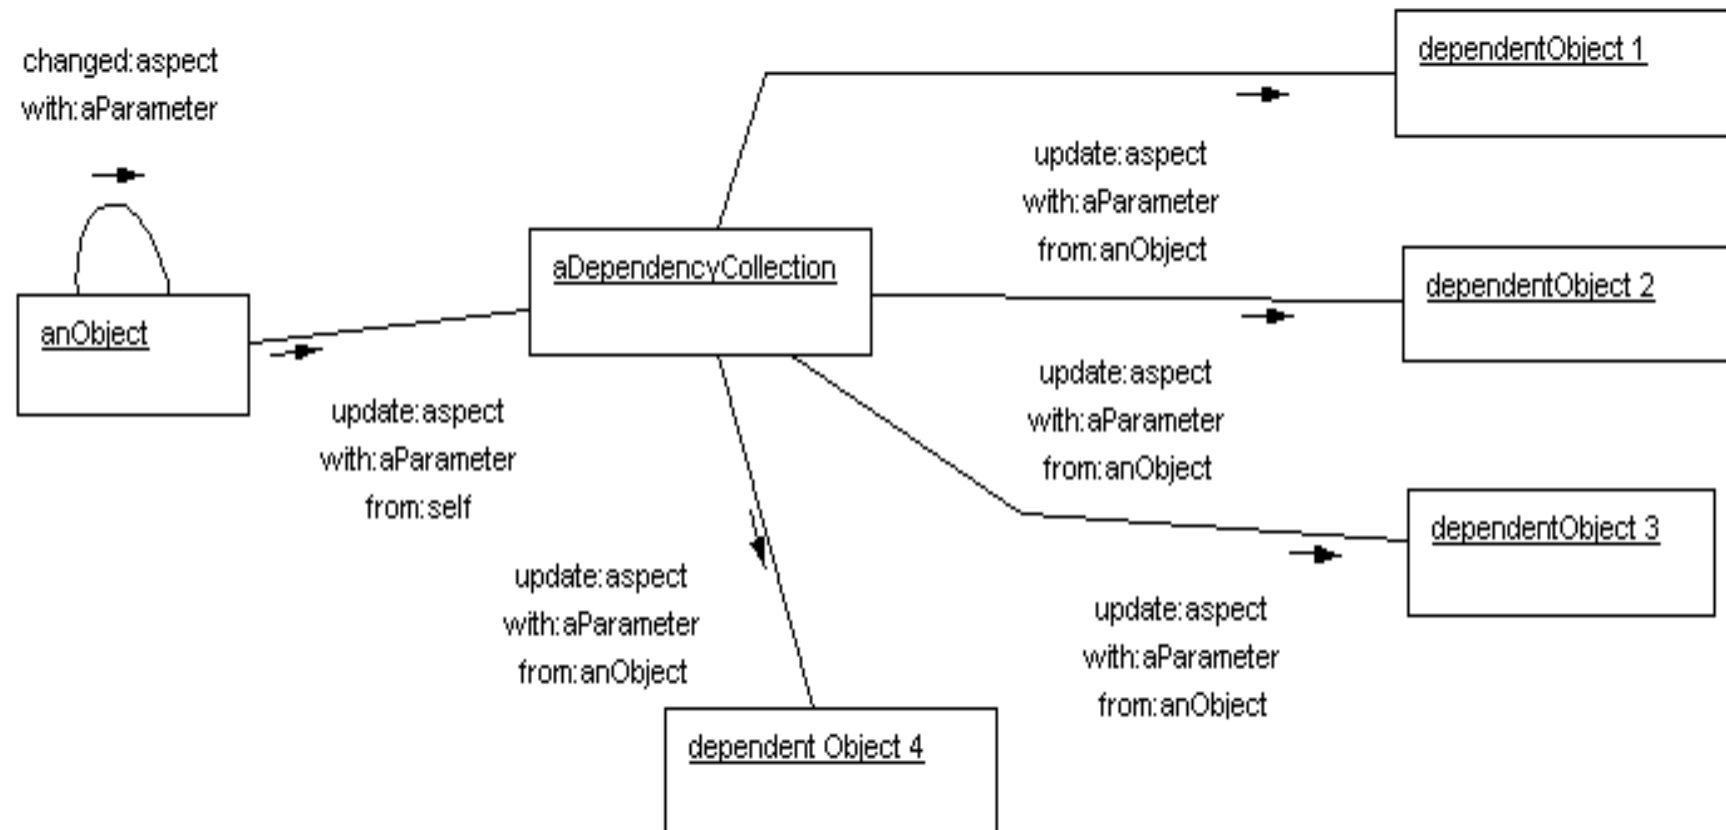 changed:aspect
with:aParameter
anObject
update:aspect
with:aParameter
from:self
aDependencyCollection
update:aspect
with:aParameter
from:anObject
dependentObject 1
update:aspect
with:aParameter
from:anObject
dependentObject 2
update:aspect
with:aParameter
from:anObject
dependentObject 3
update:aspect
with:aParameter
from:anObject
dependent Object 4